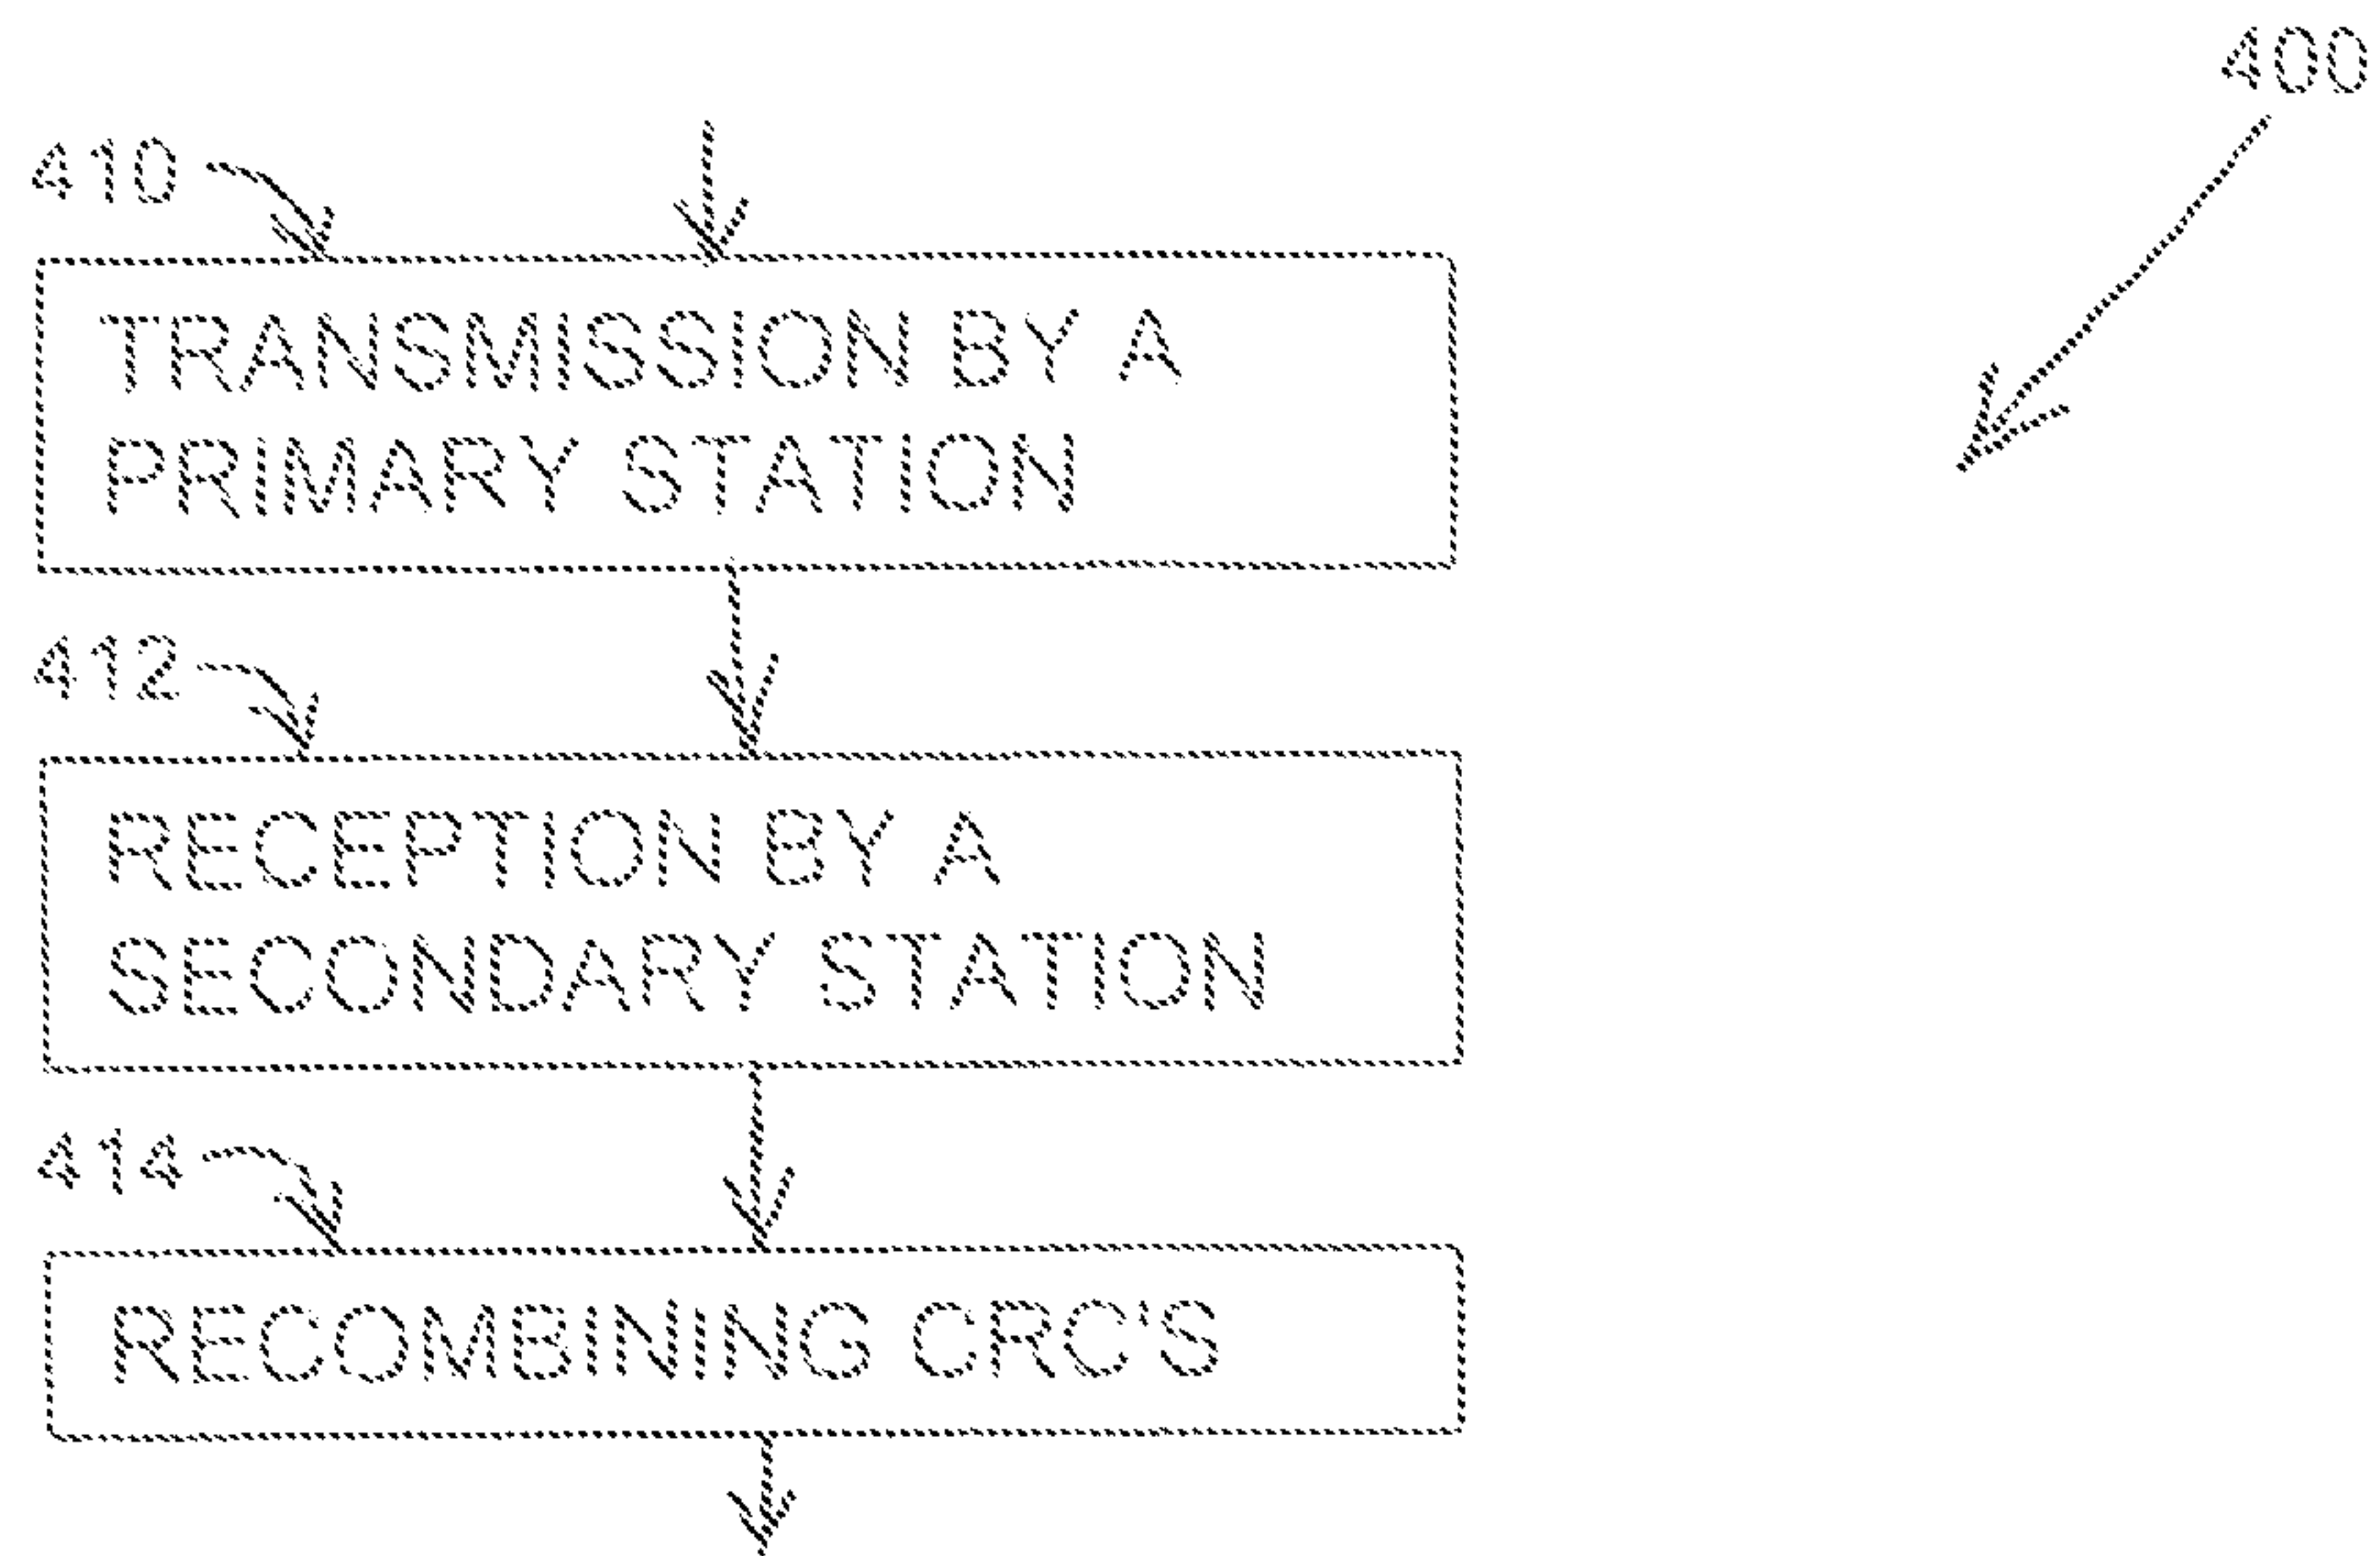 400
410
TRANSMISSION BY A
PRIMARY STATION
412
RECEPTION BY A
SECONDARY STATION
414
RECOMBINING CRC'S